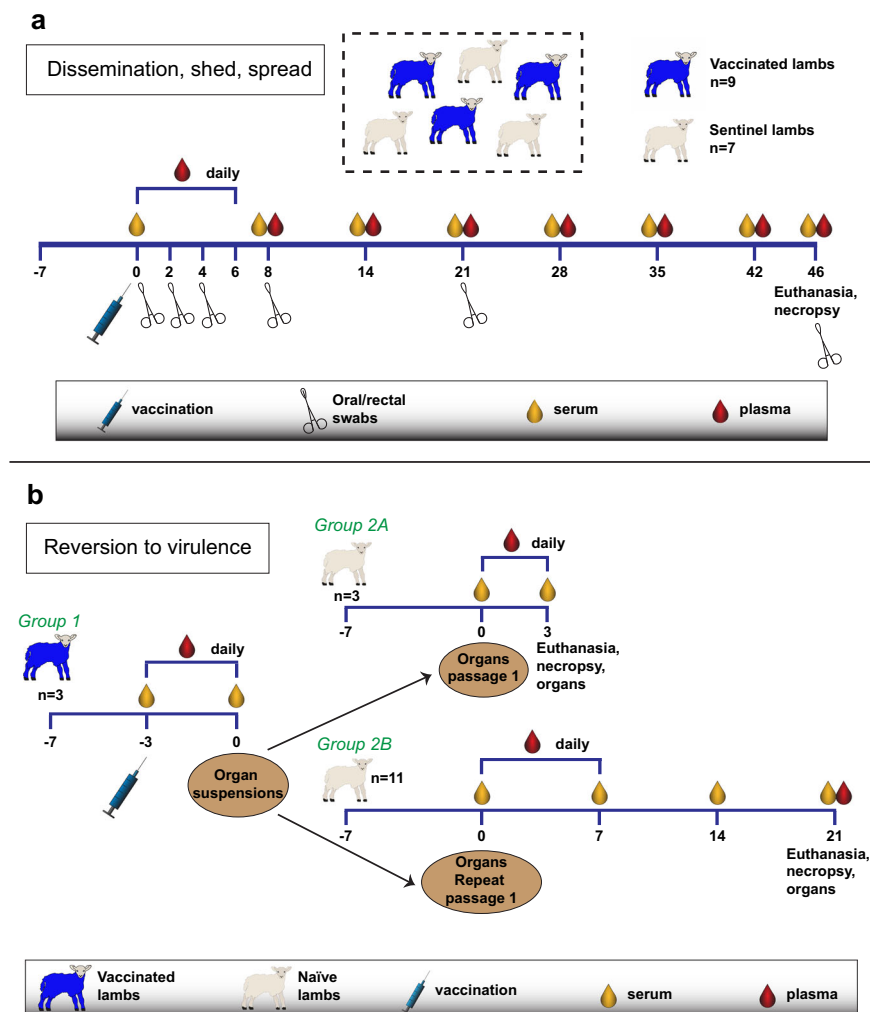 a
Dissemination, shed, spread
Vaccinated lambs
n=9
Sentinel lambs
n=7
daily
-7 0 2 4 6 8 14 21 28 35 42 46
Euthanasia,
necropsy
vaccination
Oral/rectal
swabs
serum
plasma
b
Reversion to virulence
Group 1
n=3
daily
-7 -3 0
Organ
suspensions
Group 2A
n=3
daily
-7 0 3
Organs
passage 1
Euthanasia,
necropsy,
organs
Group 2B
n=11
daily
-7 0 7 14 21
Organs
Repeat
passage 1
Euthanasia,
necropsy,
organs
Vaccinated
lambs
Naïve
lambs
vaccination
serum
plasma